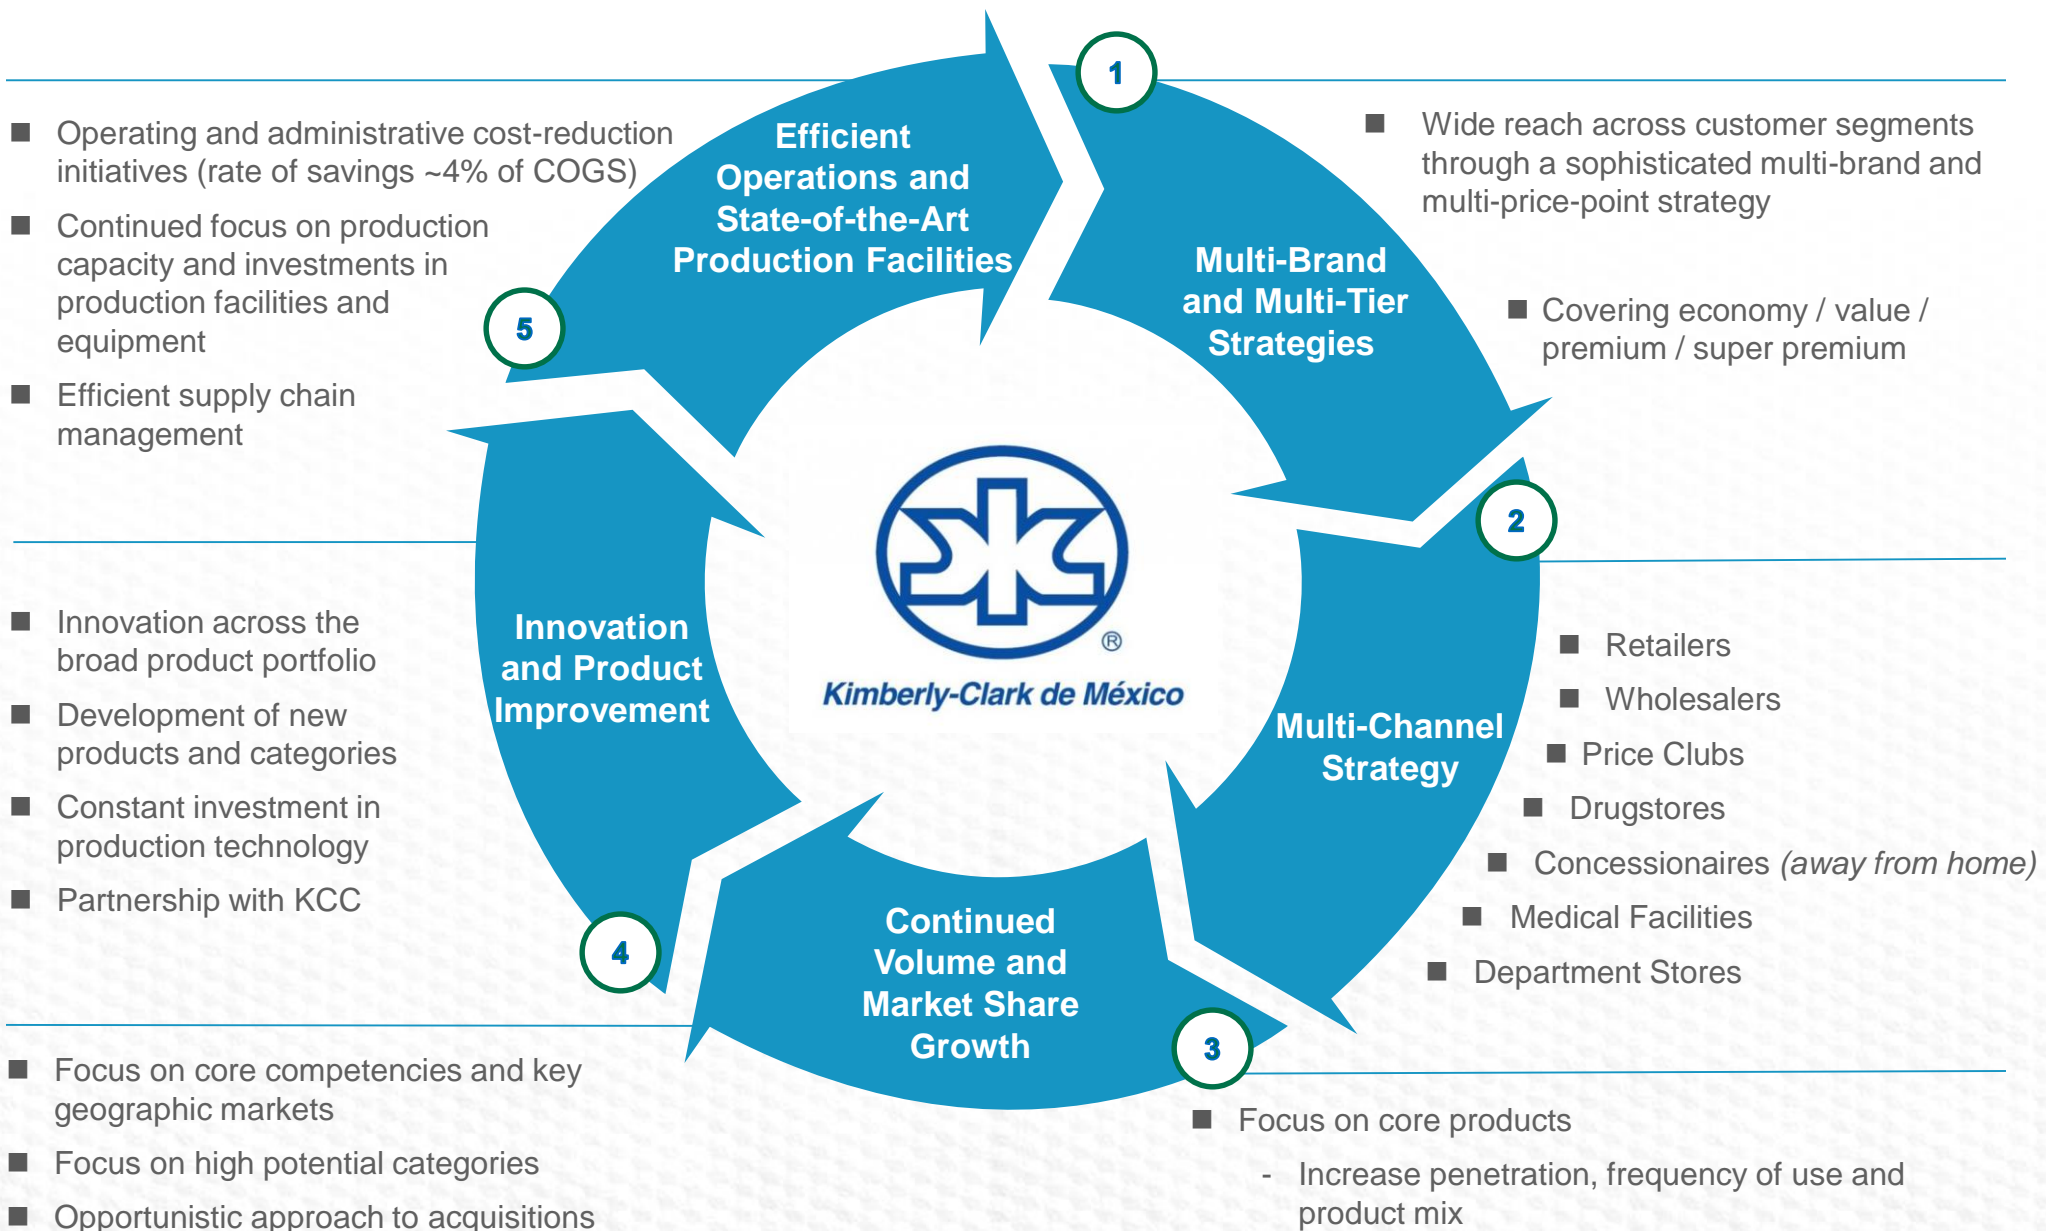 1
Efficient
Operations and
State-of-the-Art
Production Facilities
■ Operating and administrative cost-reduction
initiatives (rate of savings ~4% of COGS)
■ Continued focus on production
capacity and investments in
production facilities and
equipment
■ Efficient supply chain
management
5
■ Wide reach across customer segments
through a sophisticated multi-brand and
multi-price-point strategy
■ Covering economy / value /
premium / super premium
Multi-Brand
and Multi-Tier
Strategies
2
®
Kimberly-Clark de México
Innovation
and Product
Improvement
■ Innovation across the
broad product portfolio
■ Development of new
products and categories
■ Constant investment in
production technology
■ Partnership with KCC
4
Multi-Channel
Strategy
■ Retailers
■ Wholesalers
■ Price Clubs
■ Drugstores
■ Concessionaires (away from home)
■ Medical Facilities
■ Department Stores
Continued
Volume and
Market Share
Growth
3
■ Focus on core competencies and key
geographic markets
■ Focus on high potential categories
■ Opportunistic approach to acquisitions
■ Focus on core products
- Increase penetration, frequency of use and
product mix